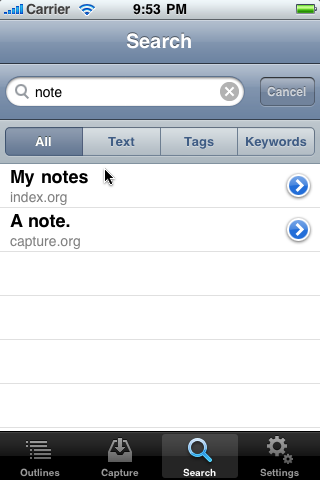 Carrier 9:53 PM
Search
note Cancel
All Text Tags Keywords
My notes
index.org
A note.
capture.org
Outlines Capture Search Settings